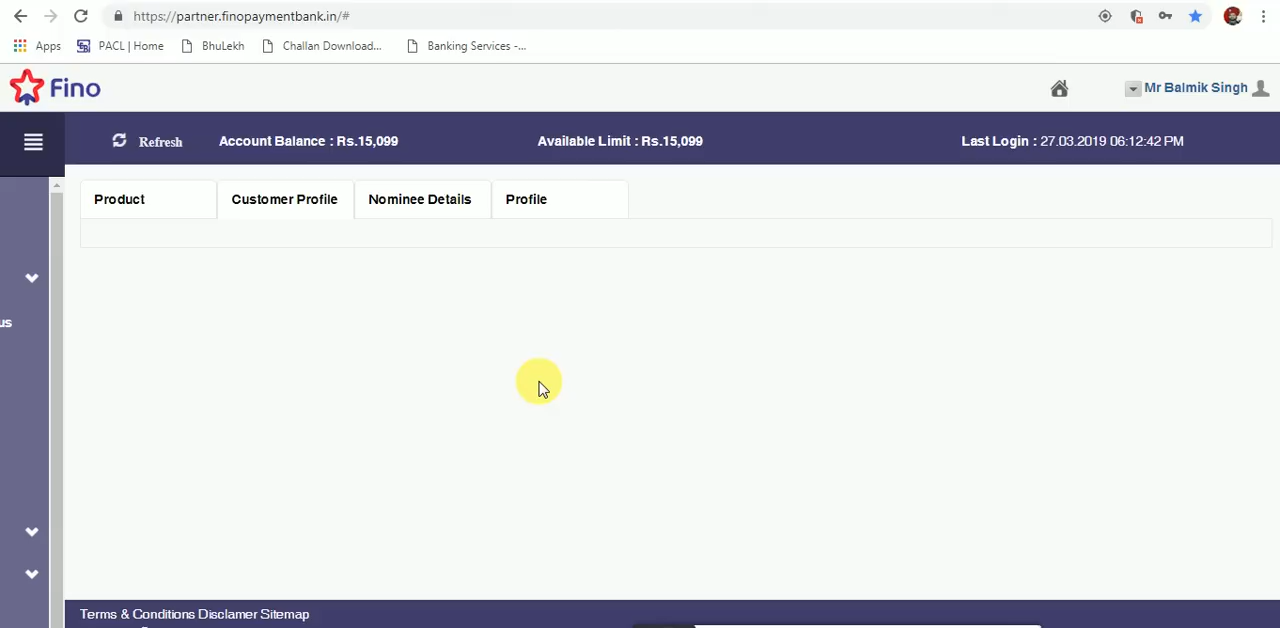 https://partner.finopaymentbank.in/#
Apps PACL | Home BhuLekh Challan Download... Banking Services -...
Fino Mr Balmik Singh
Refresh Account Balance : Rs.15,099 Available Limit : Rs.15,099 Last Login : 27.03.2019 06:12:42 PM
Product Customer Profile Nominee Details Profile
us
Terms & Conditions Disclamer Sitemap